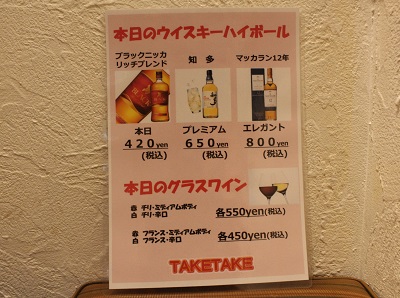 本日のウイスキーハイボール
ブラックニッカ リッチブレンド
知多
マッカラン12年
本日
420yen
(税込)
プレミアム
650yen
(税込)
エレガント
800yen
(税込)
本日のグラスワイン
赤 チリ・ミディアムボディ
白 チリ・辛口
各550yen(税込)
赤 フランス・ミディアムボディ
白 フランス・辛口
各450yen(税込)
TAKETAKE